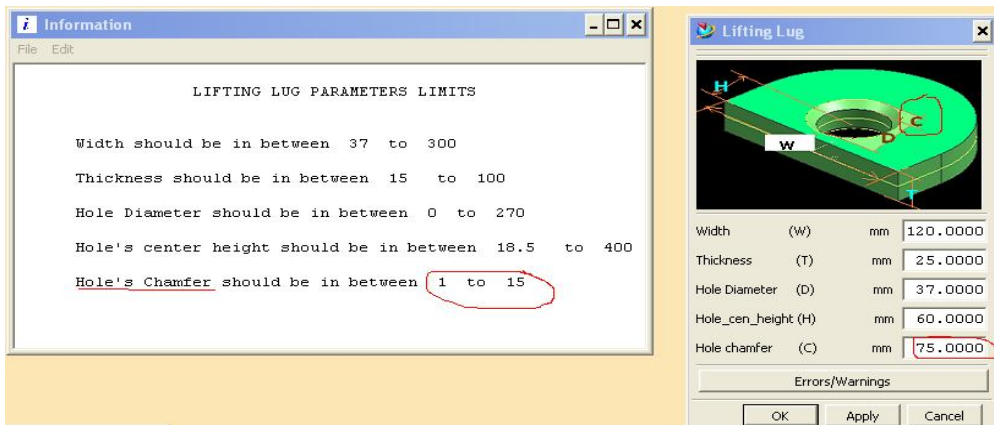 Information
File Edit
LIFTING LUG PARAMETERS LIMITS
Width should be in between 37 to 300
Thickness should be in between 15 to 100
Hole Diameter should be in between 0 to 270
Hole's center height should be in between 18.5 to 400
Hole's Chamfer should be in between 1 to 15
Lifting Lug
H
C
D
W
T
Width (W) mm 120.0000
Thickness (T) mm 25.0000
Hole Diameter (D) mm 37.0000
Hole_cen_height (H) mm 60.0000
Hole chamfer (C) mm 75.0000
Errors/Warnings
OK Apply Cancel